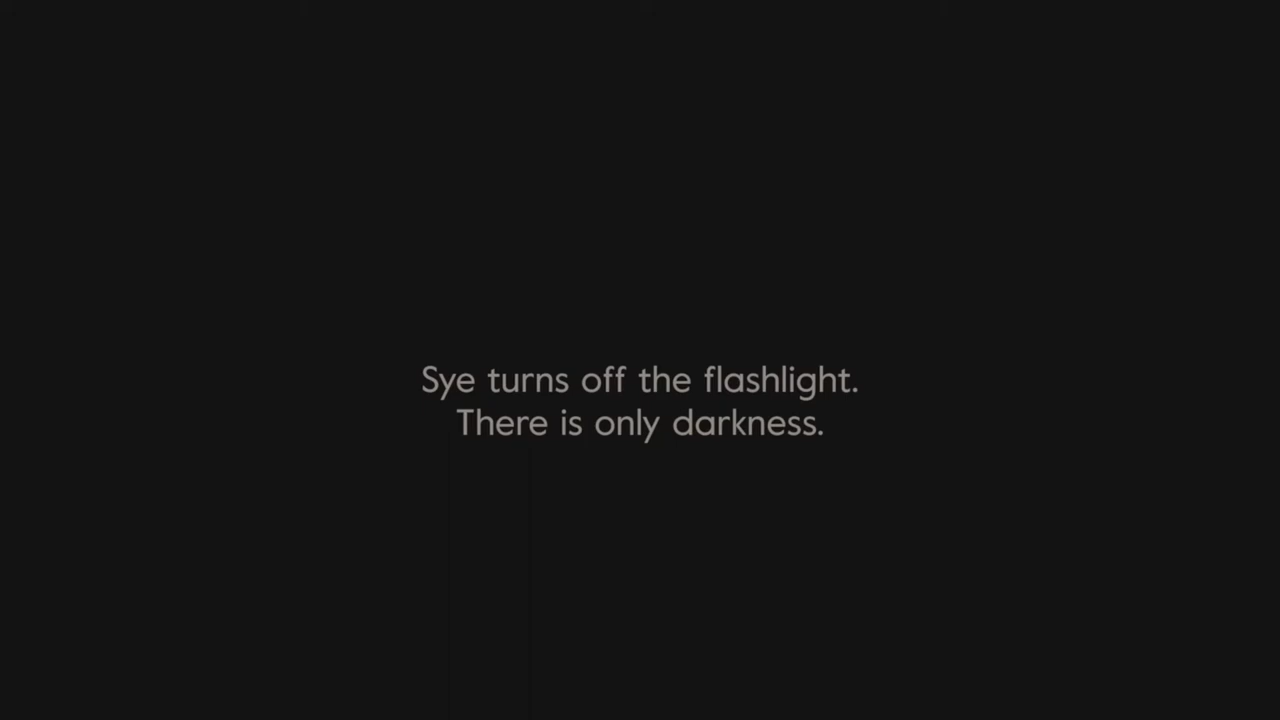 Sye turns off the flashlight.
There is only darkness.